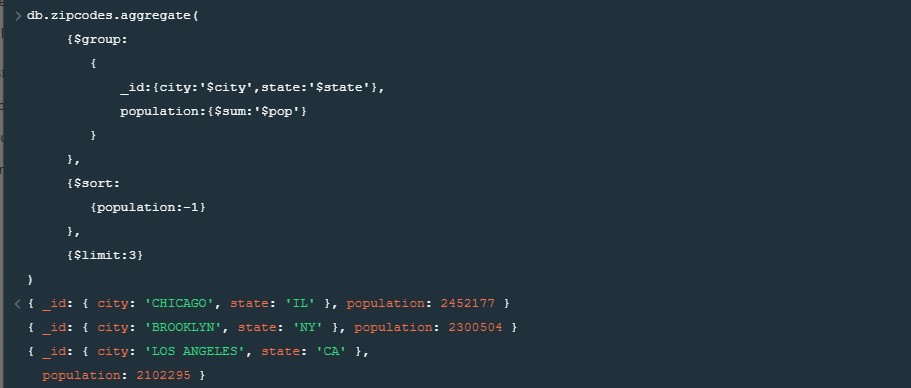 > db.zipcodes.aggregate(
{$group:
{
_id:{city:'$city',state:'$state'},
population:{$sum:'$pop'}
}
},
{$sort:
{population:-1}
},
{$limit:3}
)
< { _id: { city: 'CHICAGO', state: 'IL' }, population: 2452177 }
{ _id: { city: 'BROOKLYN', state: 'NY' }, population: 2300504 }
{ _id: { city: 'LOS ANGELES', state: 'CA' },
population: 2102295 }